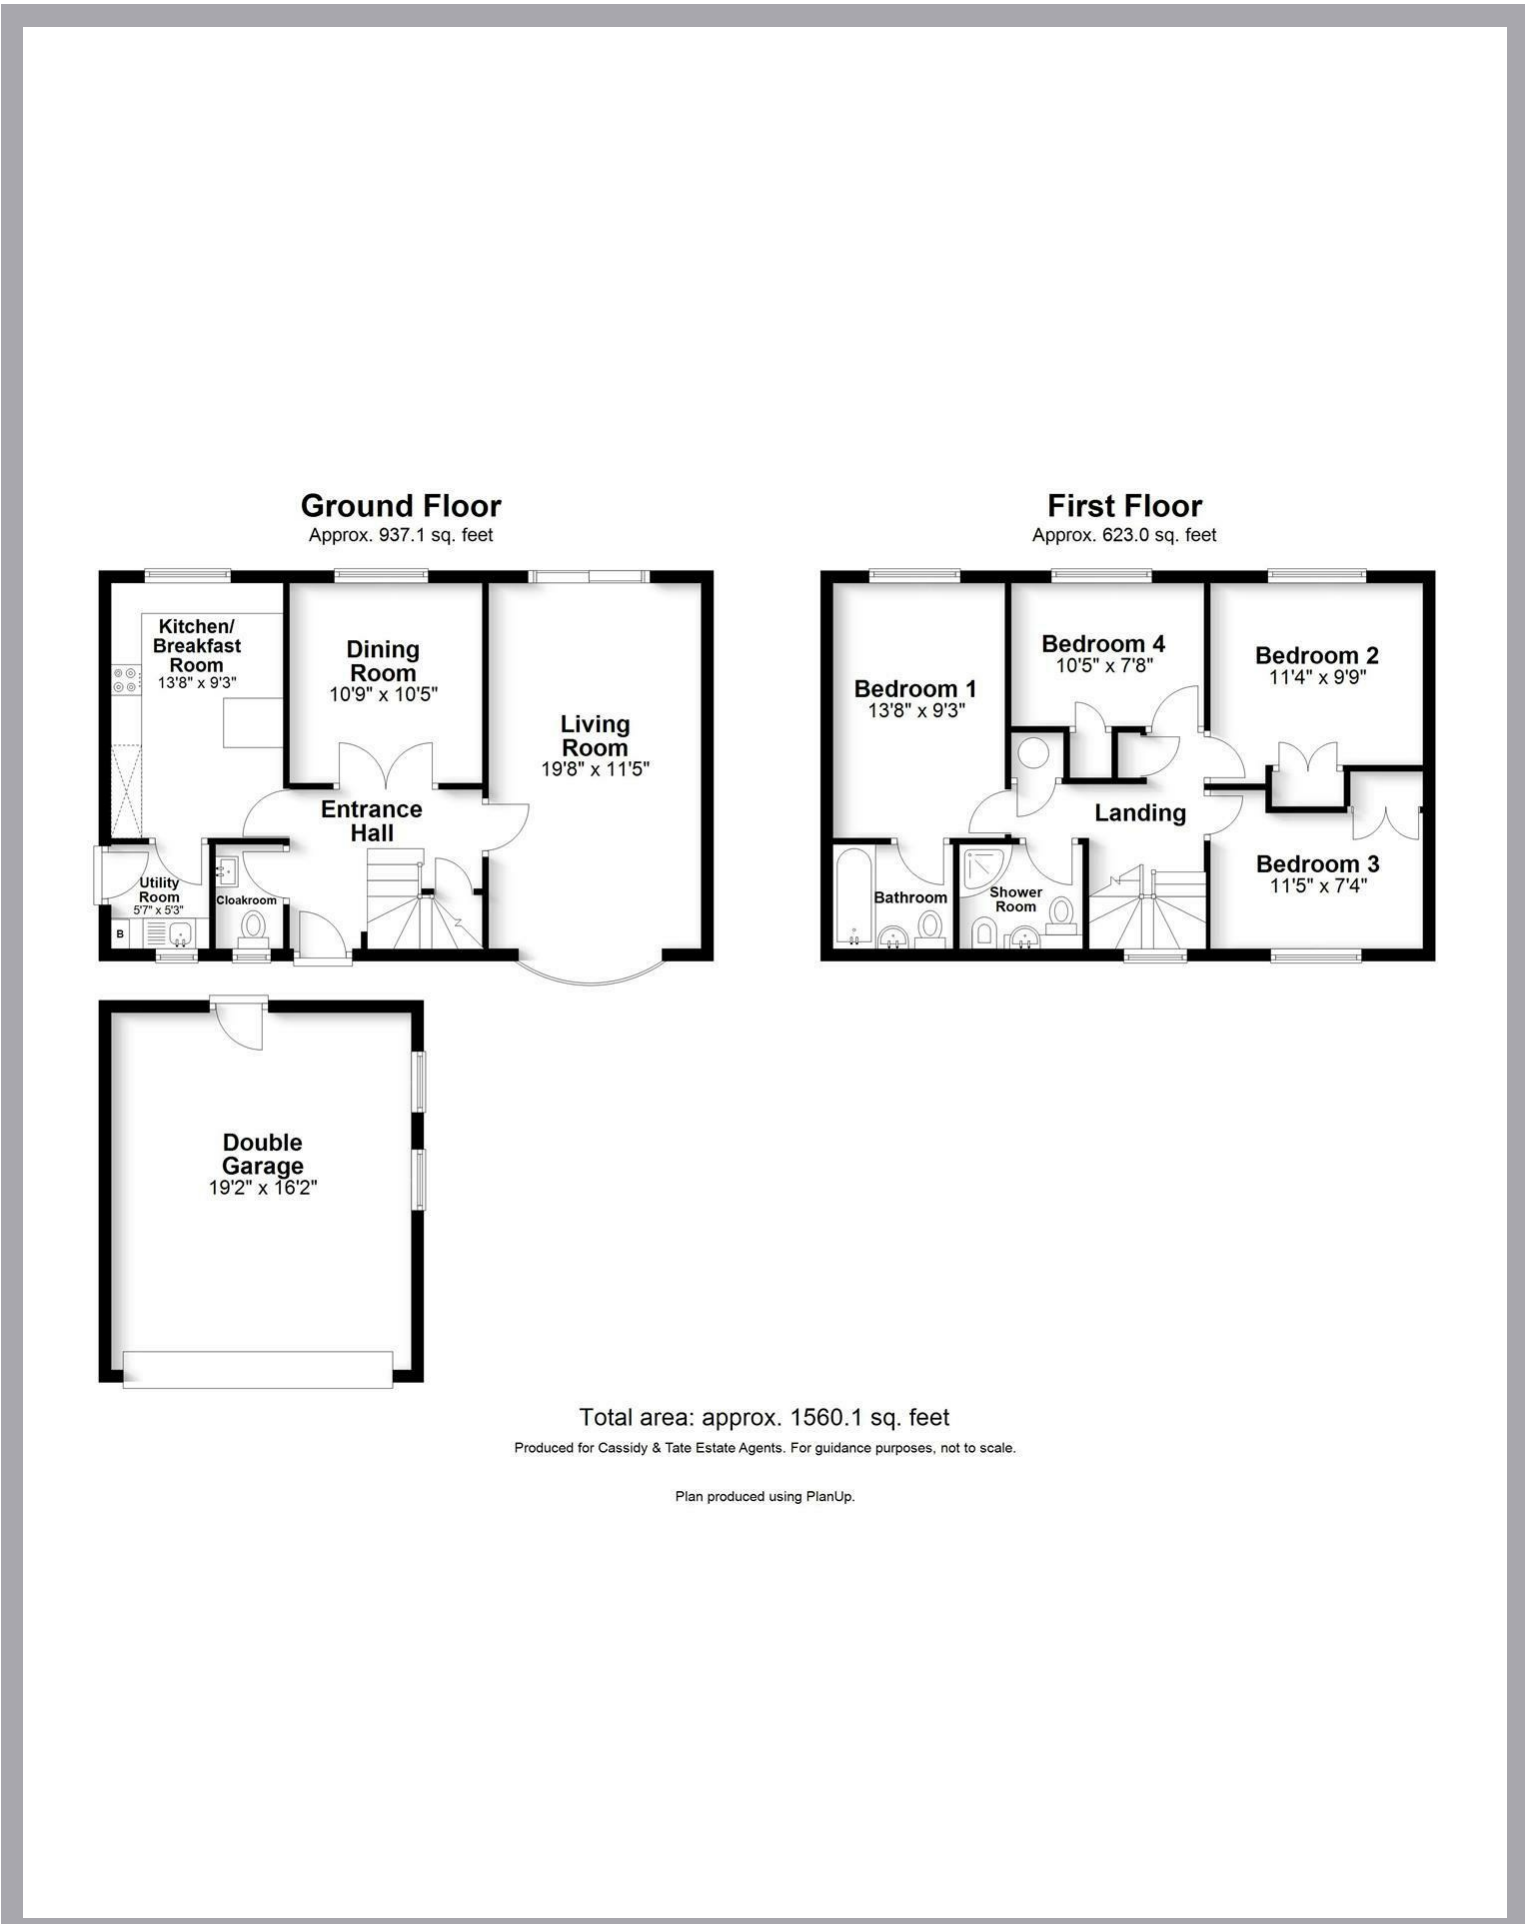 Ground Floor
Approx. 937.1 sq. feet
Kitchen/
Breakfast
Room
13'8" x 9'3"
Dining
Room
10'9" x 10'5"
Living
Room
19'8" x 11'5"
Entrance
Hall
Utility
Room
5'7" x 5'3"
B
Cloakroom
Double
Garage
19'2" x 16'2"
First Floor
Approx. 623.0 sq. feet
Bedroom 1
13'8" x 9'3"
Bedroom 4
10'5" x 7'8"
Bedroom 2
11'4" x 9'9"
Landing
Bedroom 3
11'5" x 7'4"
Bathroom
Shower
Room
Total area: approx. 1560.1 sq. feet
Produced for Cassidy & Tate Estate Agents. For guidance purposes, not to scale.
Plan produced using PlanUp.